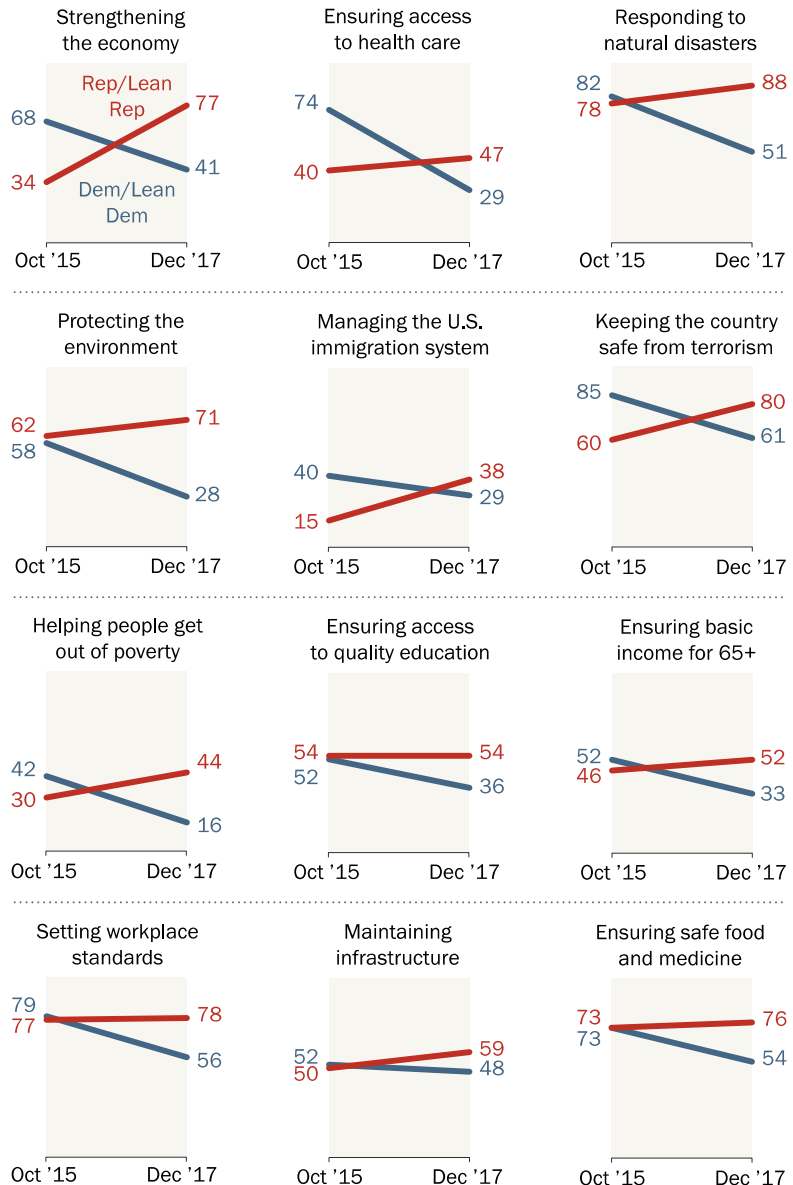 Strengthening
the economy
Rep/Lean
Rep
68
34
77
41
Dem/Lean
Dem
Oct ’15
Dec ’17
Ensuring access
to health care
74
40
47
29
Oct ’15
Dec ’17
Responding to
natural disasters
82
78
88
51
Oct ’15
Dec ’17
Protecting the
environment
62
58
71
28
Oct ’15
Dec ’17
Managing the U.S.
immigration system
40
15
38
29
Oct ’15
Dec ’17
Keeping the country
safe from terrorism
85
60
80
61
Oct ’15
Dec ’17
Helping people get
out of poverty
42
30
44
16
Oct ’15
Dec ’17
Ensuring access
to quality education
54
52
54
36
Oct ’15
Dec ’17
Ensuring basic
income for 65+
52
46
52
33
Oct ’15
Dec ’17
Setting workplace
standards
79
77
78
56
Oct ’15
Dec ’17
Maintaining
infrastructure
52
50
59
48
Oct ’15
Dec ’17
Ensuring safe food
and medicine
73
73
76
54
Oct ’15
Dec ’17